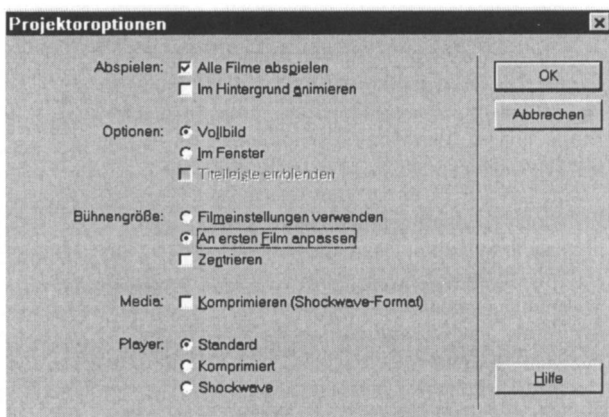 Projektoroptionen
Abspielen: Alle Filme abspielen
Im Hintergrund animieren
OK
Abbrechen
Optionen: Vollbild
Im Fenster
Titelleiste einblenden
Bühnengröße: Filmeinstellungen verwenden
An ersten Film anpassen
Zentrieren
Media: Komprimieren (Shockwave-Format)
Player: Standard
Komprimiert
Shockwave
Hilfe